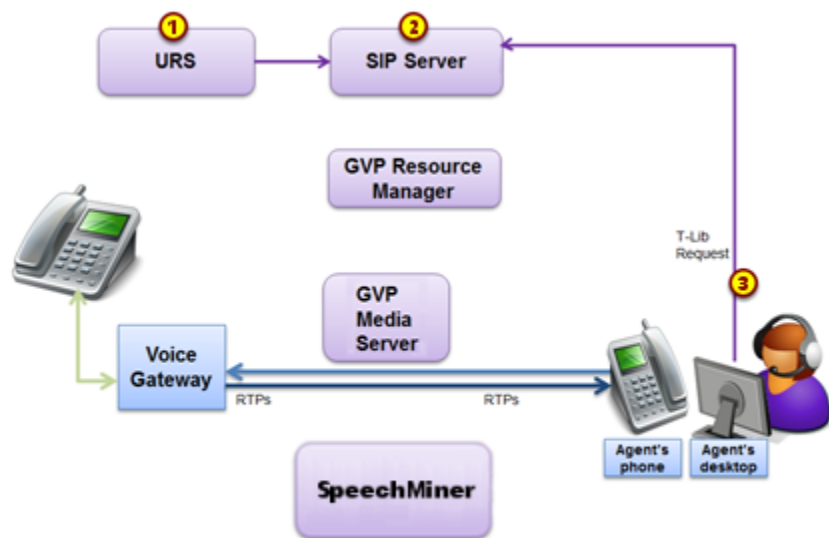 1
URS
2
SIP Server
GVP Resource
Manager
T-Lib
Request
3
GVP
Media
Server
Voice
Gateway
RTPs
RTPs
Agent's
phone
Agent's
desktop
SpeechMiner